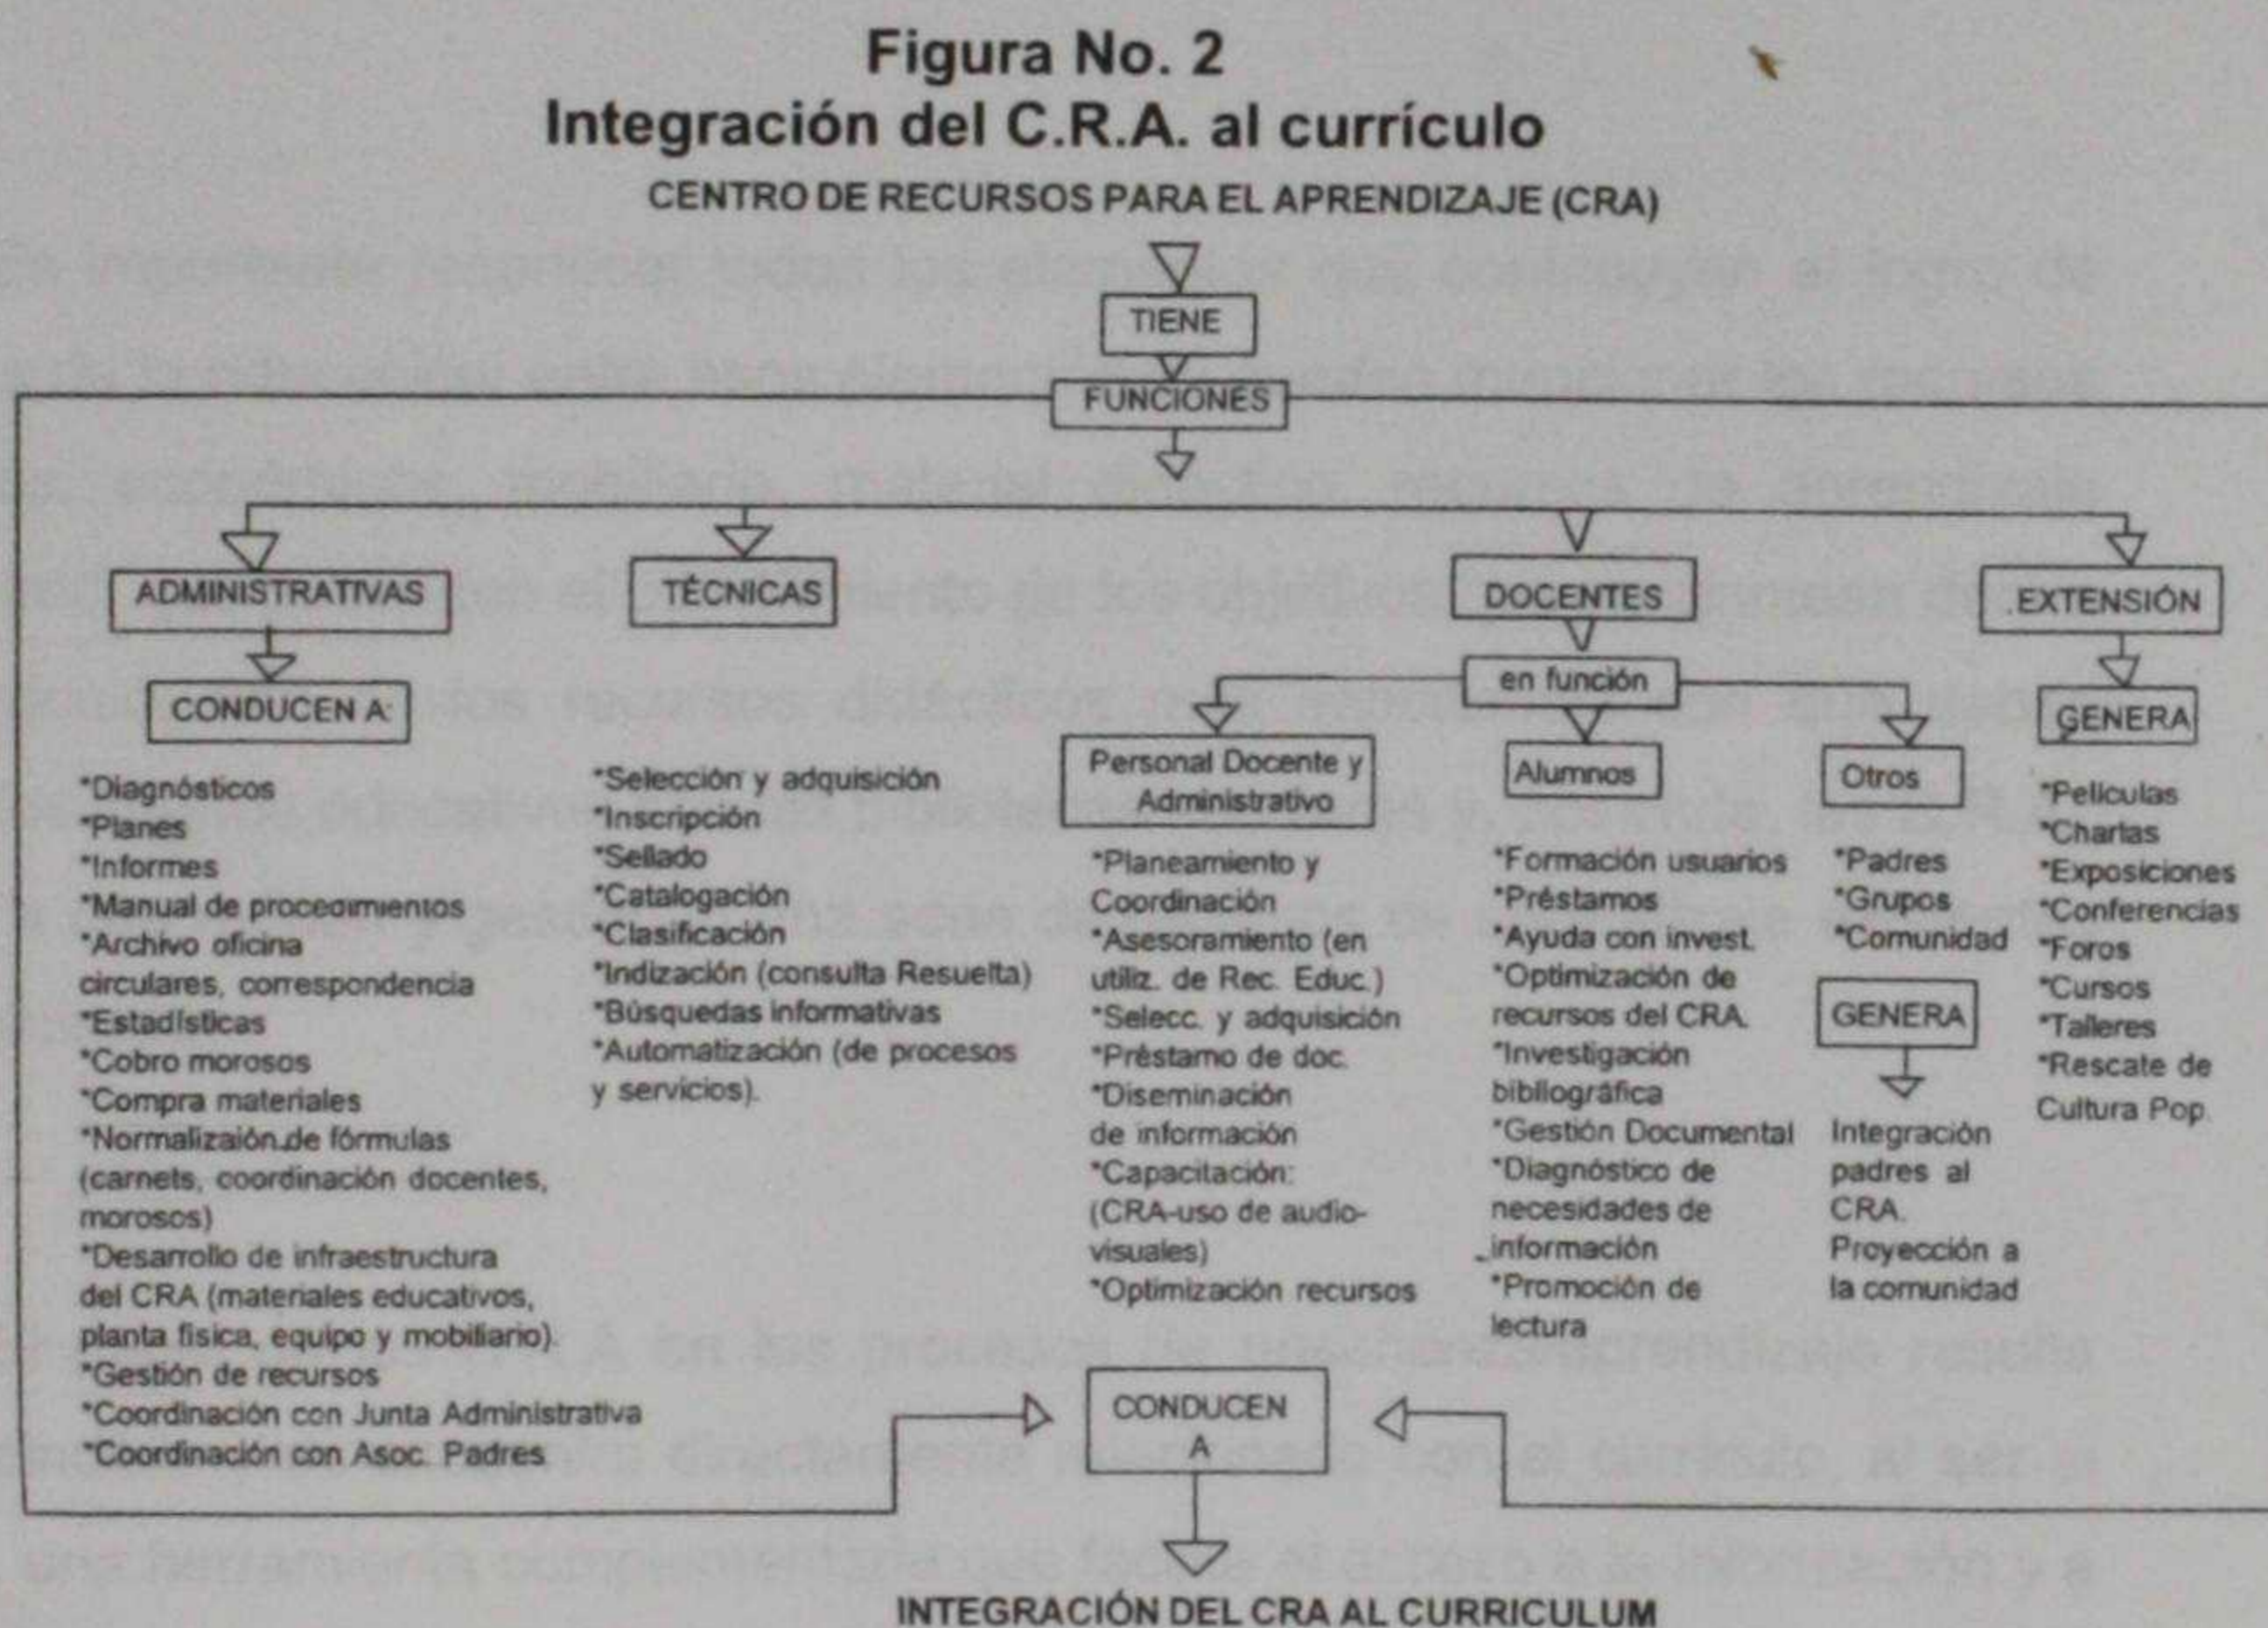 Figura No. 2
Integración del C.R.A. al currículo
CENTRO DE RECURSOS PARA EL APRENDIZAJE (CRA)
TIENE
FUNCIONES
ADMINISTRATIVAS
CONDUCEN A:
*Diagnósticos
*Planes
*Informes
*Manual de procedimientos
*Archivo oficina
circulares, correspondencia
*Estadísticas
*Cobro morosos
*Compra materiales
*Normalizaión de fórmulas
(carnets, coordinación docentes,
morosos)
*Desarrollo de infraestructura
del CRA (materiales educativos,
planta física, equipo y mobiliario).
*Gestión de recursos
*Coordinación con Junta Administrativa
*Coordinación con Asoc. Padres
TÉCNICAS
*Selección y adquisición
*Inscripción
*Sellado
*Catalogación
*Clasificación
*Indización (consulta Resuelta)
*Búsquedas informativas
*Automatización (de procesos
y servicios).
DOCENTES
en función
Personal Docente y
Administrativo
*Planeamiento y
Coordinación
*Asesoramiento (en
utiliz. de Rec. Educ.)
*Selecc. y adquisición
*Préstamo de doc.
*Diseminación
de información
*Capacitación:
(CRA-uso de audio-
visuales)
*Optimización recursos
Alumnos
*Formación usuarios
*Préstamos
*Ayuda con invest.
*Optimización de
recursos del CRA.
*Investigación
bibliográfica
*Gestión Documental
*Diagnóstico de
necesidades de
información
*Promoción de
lectura
Otros
*Padres
*Grupos
*Comunidad
GENERA
Integración
padres al
CRA.
Proyección a
la comunidad
EXTENSIÓN
GENERA
*Películas
*Charlas
*Exposiciones
*Conferencias
*Foros
*Cursos
*Talleres
*Rescate de
Cultura Pop.
CONDUCEN
A
INTEGRACIÓN DEL CRA AL CURRICULUM